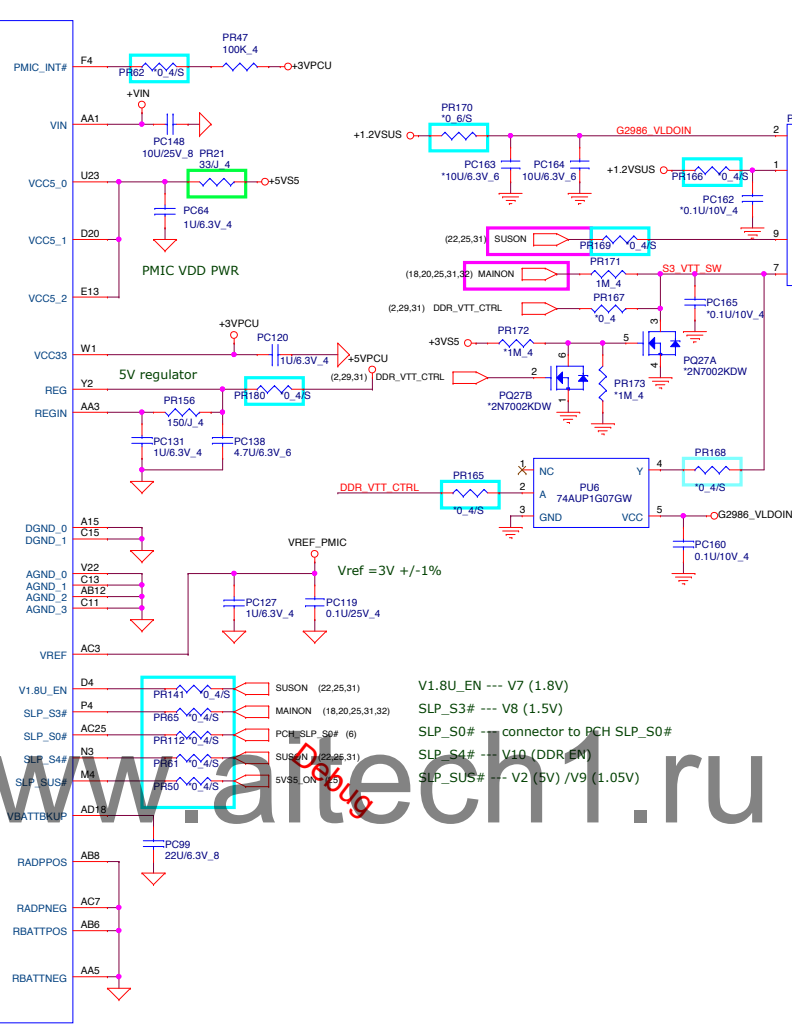 PMIC_INT#
F4
PR62
*0_4/S
PR47
100K_4
+3VPCU
+VIN
VIN
AA1
PC148
10U/25V_8
PR21
33/J_4
VCC5_0
U23
+5VS5
PC64
1U/6.3V_4
VCC5_1
D20
PMIC VDD PWR
VCC5_2
E13
+3VPCU
PC120
1U/6.3V_4
VCC33
W1
+5VPCU
5V regulator
REG
Y2
PR180
*0_4/S
REGIN
AA3
PR156
150/J_4
PC131
1U/6.3V_4
PC138
4.7U/6.3V_6
DGND_0
A15
DGND_1
C15
AGND_0
V22
AGND_1
C13
AGND_2
AB12
AGND_3
C11
VREF_PMIC
Vref =3V +/-1%
PC127
1U/6.3V_4
PC119
0.1U/25V_4
VREF
AC3
V1.8U_EN
D4
PR141
*0_4/S
SUSON
(22,25,31)
SLP_S3#
P4
PR65
*0_4/S
MAINON
(18,20,25,31,32)
SLP_S0#
AC25
PR112
*0_4/S
PCH_SLP_S0#
(6)
SLP_S4#
N3
PR61
*0_4/S
SUSON
(22,25,31)
SLP_SUS#
M4
PR50
*0_4/S
5VS5_ON
(25)
Debug
V1.8U_EN --- V7 (1.8V)
SLP_S3# --- V8 (1.5V)
SLP_S0# --- connector to PCH SLP_S0#
SLP_S4# --- V10 (DDR EN)
SLP_SUS# --- V2 (5V) /V9 (1.05V)
www.aitech1.ru
VBATTBKUP
AD18
PC99
22U/6.3V_8
RADPPOS
AB8
RADPNEG
AC7
RBATTPOS
AB6
RBATTNEG
AA5
+1.2VSUS
PR170
*0_6/S
G2986_VLDOIN
2
P
PC163
*10U/6.3V_6
PC164
10U/6.3V_6
+1.2VSUS
PR166
*0_4/S
1
PC162
*0.1U/10V_4
(22,25,31)
SUSON
PR169
*0_4/S
9
(18,20,25,31,32)
MAINON
PR171
1M_4
S3_VTT_SW
7
(2,29,31)
DDR_VTT_CTRL
PR167
*0_4
PC165
*0.1U/10V_4
+3VS5
PR172
*1M_4
5
3
4
PQ27A
*2N7002KDW
(2,29,31)
DDR_VTT_CTRL
2
6
1
PQ27B
*2N7002KDW
PR173
*1M_4
DDR_VTT_CTRL
PR165
*0_4/S
1
NC
2
A
3
GND
PU6
74AUP1G07GW
Y
4
VCC
5
PR168
*0_4/S
G2986_VLDOIN
PC160
0.1U/10V_4